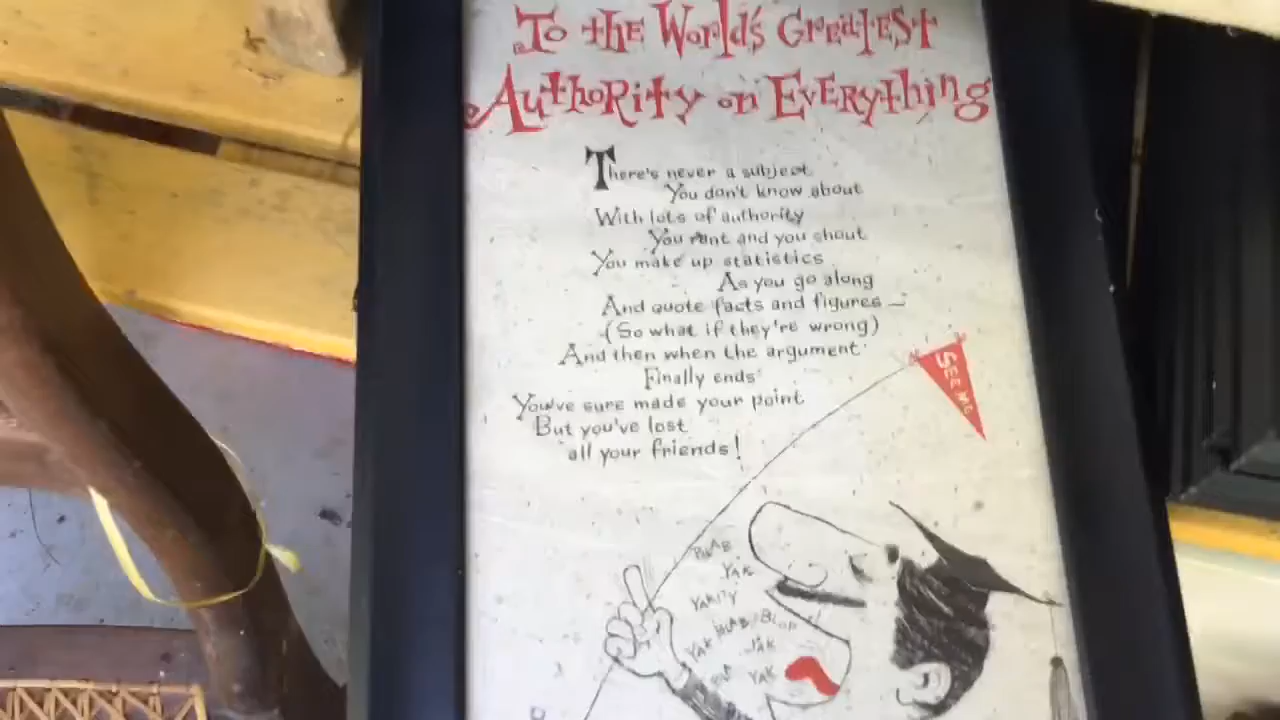 To the World's Greatest
Authority on Everything
There's never a subject
You don't know about
With lots of authority
You rant and you shout
You make up statistics
As you go along
And quote facts and figures —
(So what if they're wrong)
And then when the argument
Finally ends
You've sure made your point
But you've lost
all your friends!
SEE ME
BLAB
YAK
YAKITY
BLAB BLAB
YAK
YAK
YAK